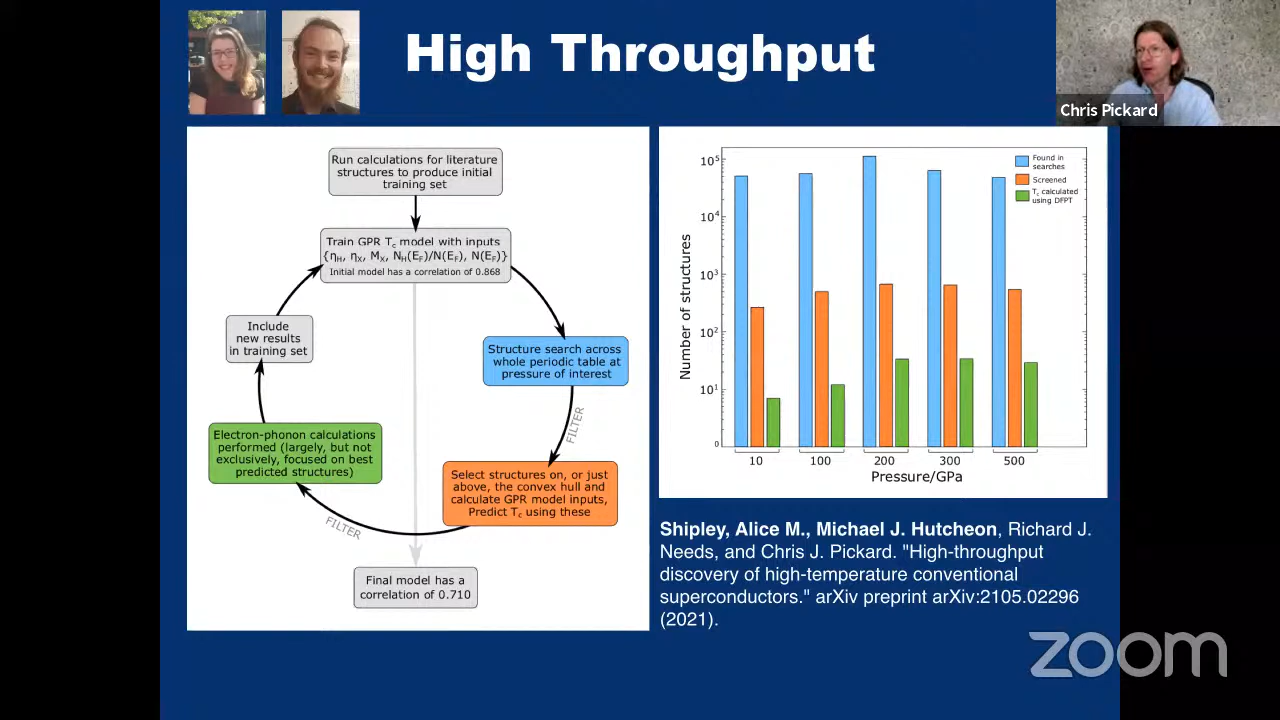 High Throughput
Chris Pickard
Run calculations for literature
structures to produce initial
training set
Train GPR Tc model with inputs
{ηH, ηX, MX, NH(EF)/N(EF), N(EF)}
Initial model has a correlation of 0.868
Include
new results
in training set
Structure search across
whole periodic table at
pressure of interest
FILTER
Electron-phonon calculations
performed (largely, but not
exclusively, focused on best
predicted structures)
Select structures on, or just
above, the convex hull and
calculate GPR model inputs,
Predict Tc using these
FILTER
Final model has a
correlation of 0.710
Number of structures
10⁵
10⁴
10³
10²
10¹
0
Found in
searches
Screened
Tc calculated
using DFPT
10 100 200 300 500
Pressure/GPa
Shipley, Alice M., Michael J. Hutcheon, Richard J.
Needs, and Chris J. Pickard. "High-throughput
discovery of high-temperature conventional
superconductors." arXiv preprint arXiv:2105.02296
(2021).
zoom